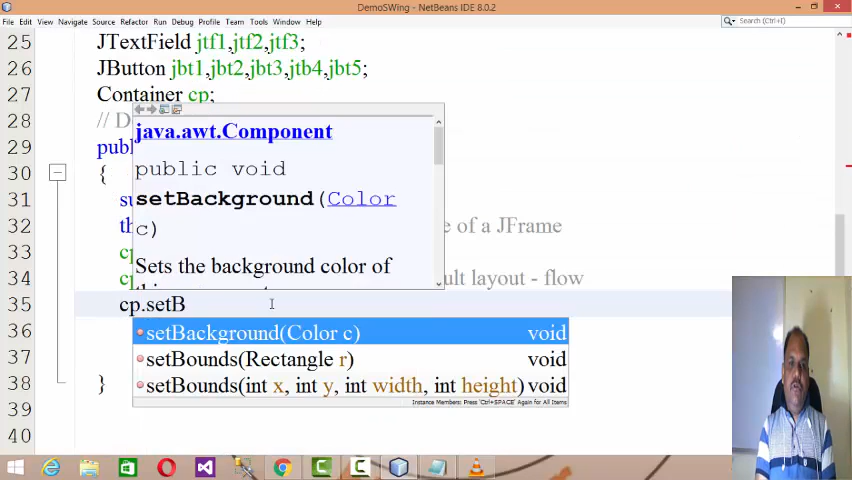 DemoSWing - NetBeans IDE 8.0.2
File Edit View Navigate Source Refactor Run Debug Profile Team Tools Window Help
Search (Ctrl+I)
25 JTextField jtf1,jtf2,jtf3;
26 JButton jbt1,jbt2,jbt3,jtb4,jbt5;
27 Container cp;
28 // D
29 publ
30 {
31 su
32 th e of a JFrame
33 cp
34 cp ult layout - flow
35 cp.setB
36
37
38 }
39
40
java.awt.Component
public void
setBackground(Color
c)
Sets the background color of
setBackground(Color c) void
setBounds(Rectangle r) void
setBounds(int x, int y, int width, int height) void
Instance Members; Press 'Ctrl+SPACE' Again for All Items